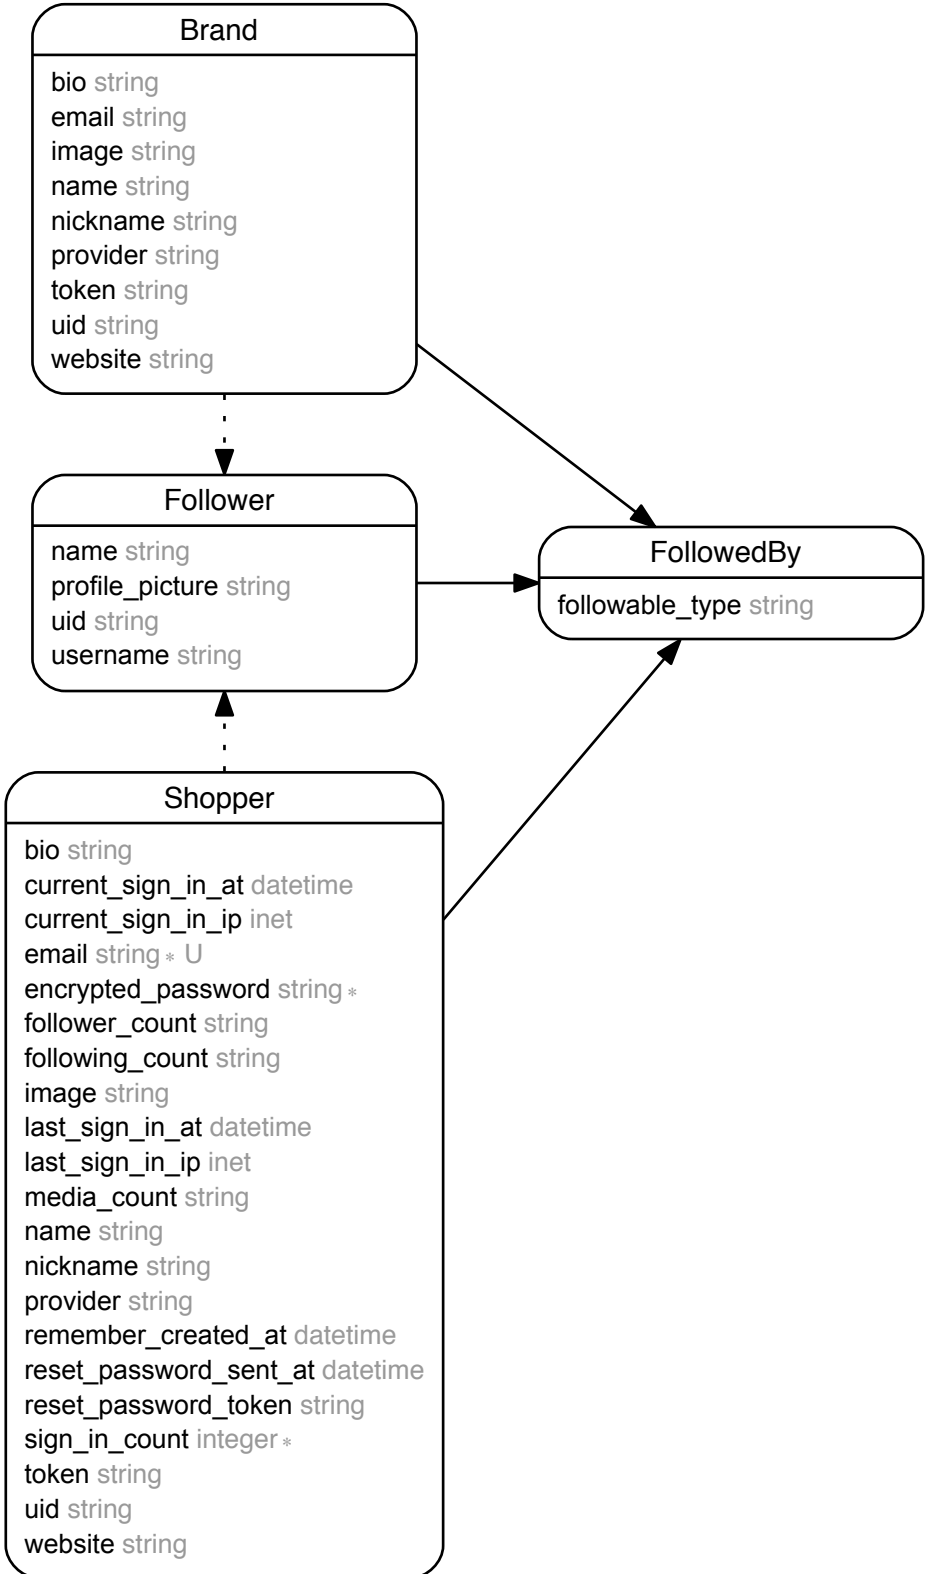 Brand
bio string
email string
image string
name string
nickname string
provider string
token string
uid string
website string
Follower
name string
profile_picture string
uid string
username string
FollowedBy
followable_type string
Shopper
bio string
current_sign_in_at datetime
current_sign_in_ip inet
email string * U
encrypted_password string *
follower_count string
following_count string
image string
last_sign_in_at datetime
last_sign_in_ip inet
media_count string
name string
nickname string
provider string
remember_created_at datetime
reset_password_sent_at datetime
reset_password_token string
sign_in_count integer *
token string
uid string
website string